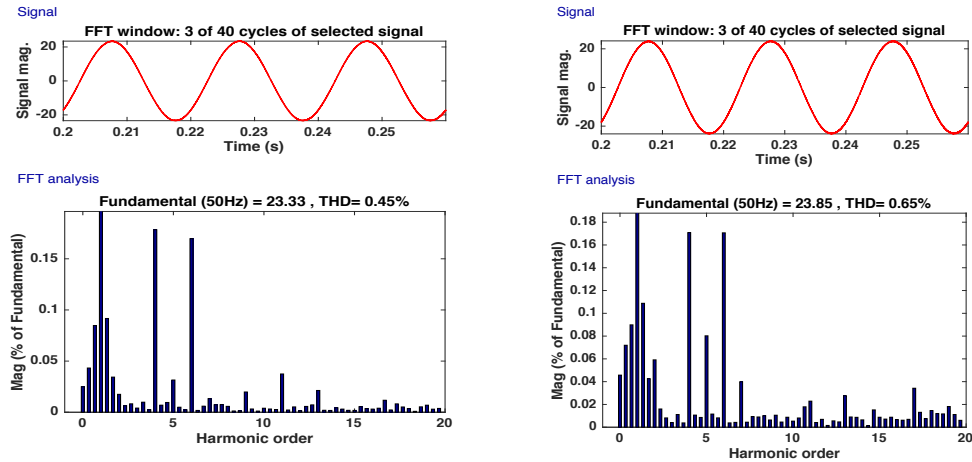 Signal
FFT window: 3 of 40 cycles of selected signal
Signal mag.
20
0
-20
0.2 0.21 0.22 0.23 0.24 0.25
Time (s)
FFT analysis
Fundamental (50Hz) = 23.33 , THD= 0.45%
Mag (% of Fundamental)
0.15
0.1
0.05
0
0 5 10 15 20
Harmonic order
Signal
FFT window: 3 of 40 cycles of selected signal
Signal mag.
20
0
-20
0.2 0.21 0.22 0.23 0.24 0.25
Time (s)
FFT analysis
Fundamental (50Hz) = 23.85 , THD= 0.65%
Mag (% of Fundamental)
0.18
0.16
0.14
0.12
0.1
0.08
0.06
0.04
0.02
0
0 5 10 15 20
Harmonic order